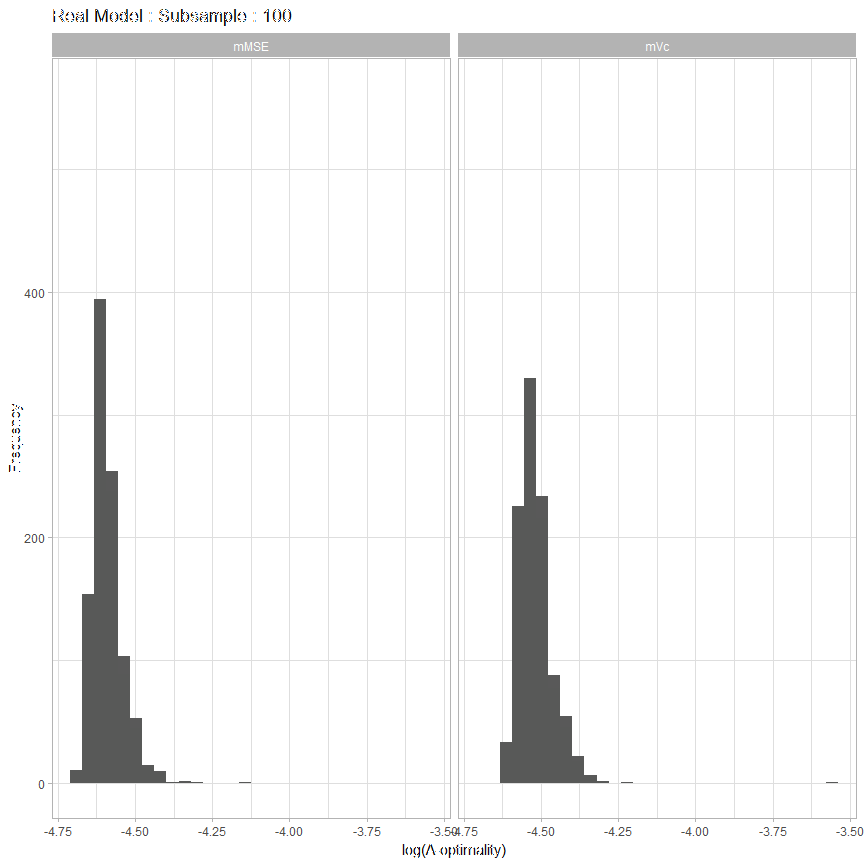 Real Model : Subsample : 100
mMSE mVc
Frequency
400
200
0
-4.75 -4.50 -4.25 -4.00 -3.75 -3.50 -4.75 -4.50 -4.25 -4.00 -3.75 -3.50
log(A-optimality)